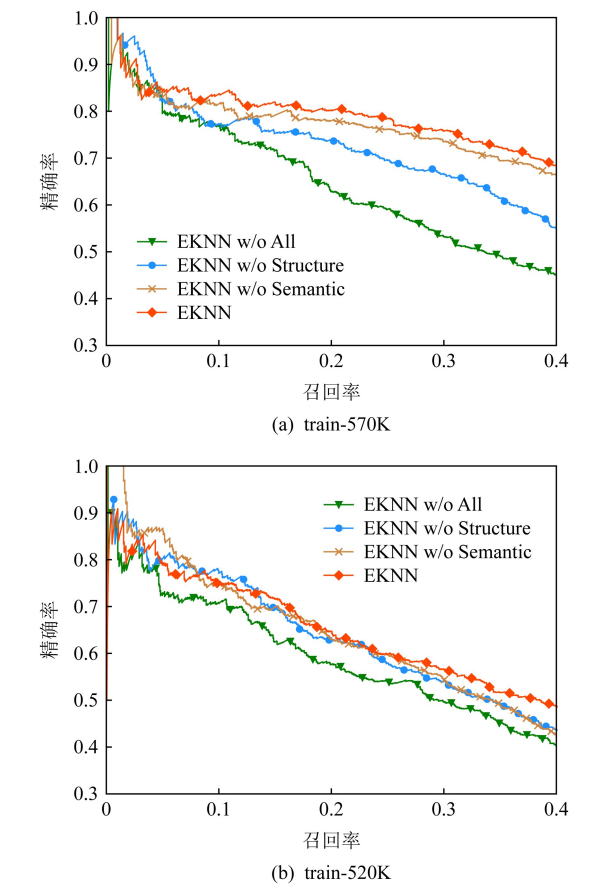 1.0
0.9
0.8
0.7
0.6
0.5
0.4
0.3
精确率
EKNN w/o All
EKNN w/o Structure
EKNN w/o Semantic
EKNN
0 0.1 0.2 0.3 0.4
召回率
(a) train-570K
1.0
0.9
0.8
0.7
0.6
0.5
0.4
0.3
精确率
EKNN w/o All
EKNN w/o Structure
EKNN w/o Semantic
EKNN
0 0.1 0.2 0.3 0.4
召回率
(b) train-520K